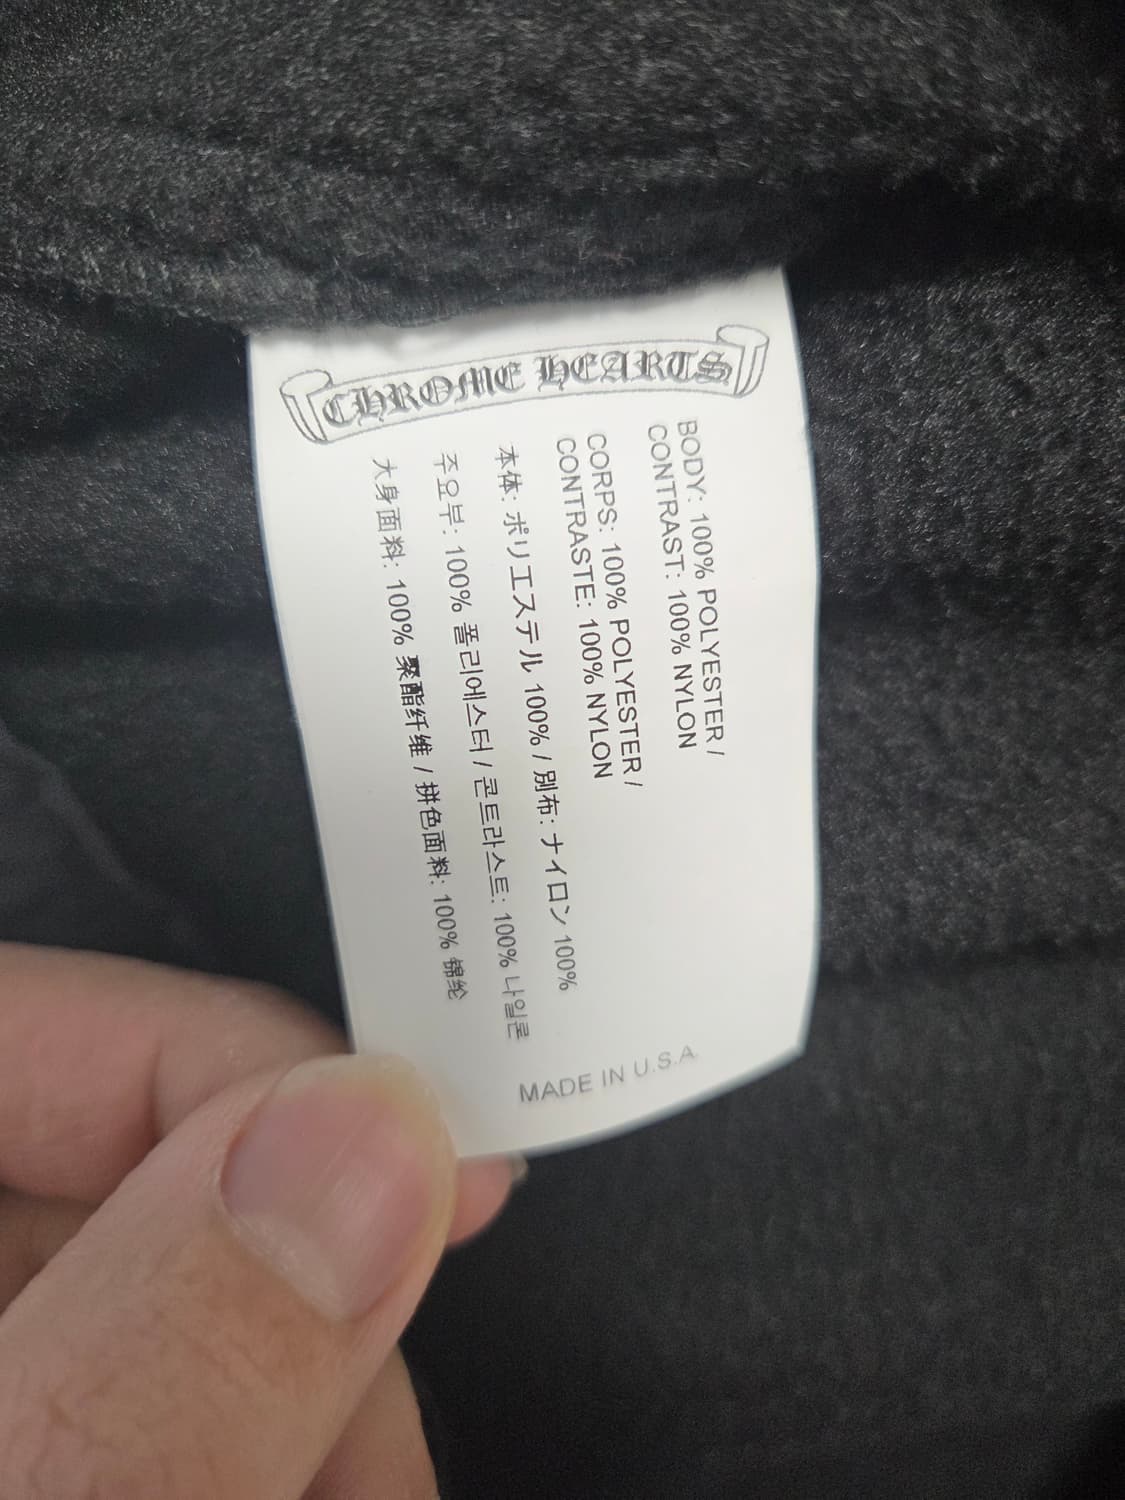 CHROME HEARTS
BODY: 100% POLYESTER /
CONTRAST: 100% NYLON
CORPS: 100% POLYESTER /
CONTRASTE: 100% NYLON
本体: ポリエステル 100% / 別布: ナイロン 100%
주요부: 100% 폴리에스터 / 콘트라스트: 100% 나일론
大身面料: 100% 聚酯纤维 / 拼色面料: 100% 锦纶
MADE IN U.S.A.